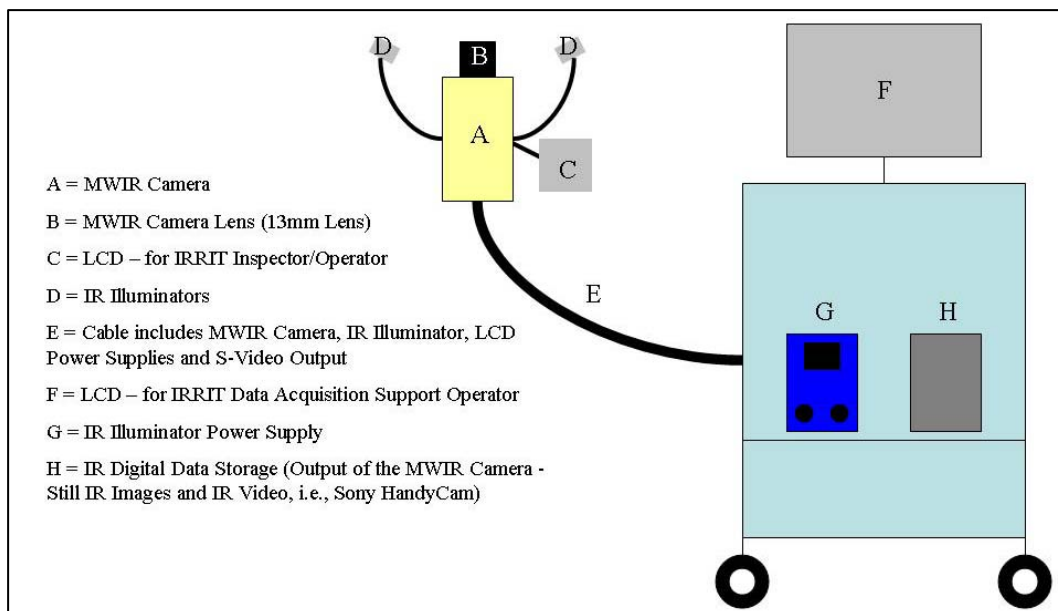 D
B
D
A
C
F
A = MWIR Camera
B = MWIR Camera Lens (13mm Lens)
C = LCD – for IRRIT Inspector/Operator
D = IR Illuminators
E = Cable includes MWIR Camera, IR Illuminator, LCD
Power Supplies and S-Video Output
F = LCD – for IRRIT Data Acquisition Support Operator
G = IR Illuminator Power Supply
H = IR Digital Data Storage (Output of the MWIR Camera -
Still IR Images and IR Video, i.e., Sony HandyCam)
E
G
H